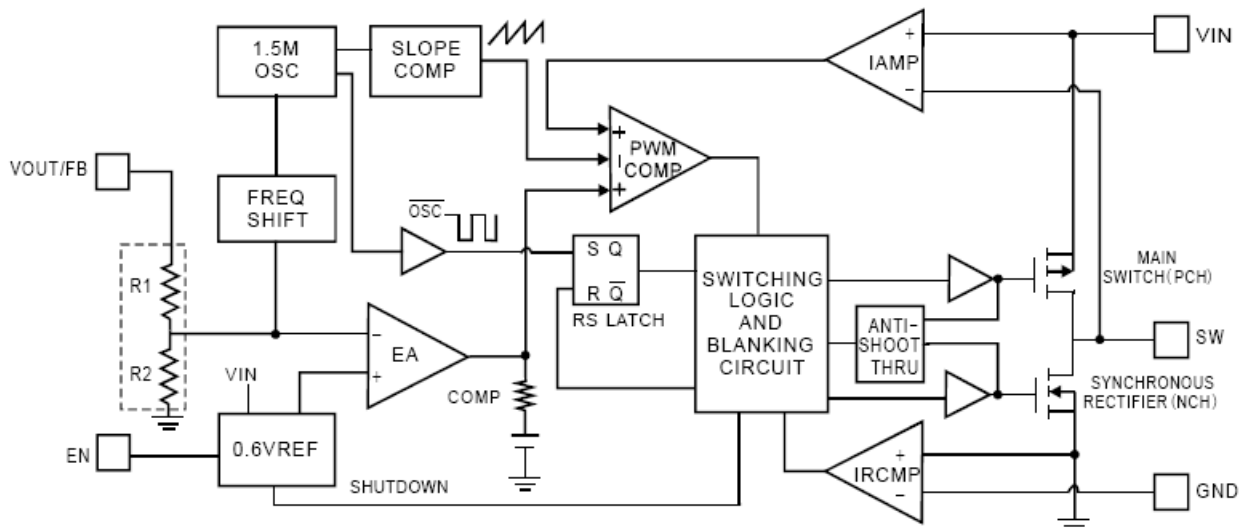 1.5M
OSC
SLOPE
COMP
+
IAMP
−
VIN
VOUT/FB
FREQ
SHIFT
+
PWM
COMP
+
OSC
S Q
R Q
RS LATCH
SWITCHING
LOGIC
AND
BLANKING
CIRCUIT
ANTI-
SHOOT
THRU
MAIN
SWITCH(PCH)
SW
SYNCHRONOUS
RECTIFIER(NCH)
R1
R2
−
EA
+
VIN
COMP
EN
0.6VREF
SHUTDOWN
+
IRCMP
−
GND